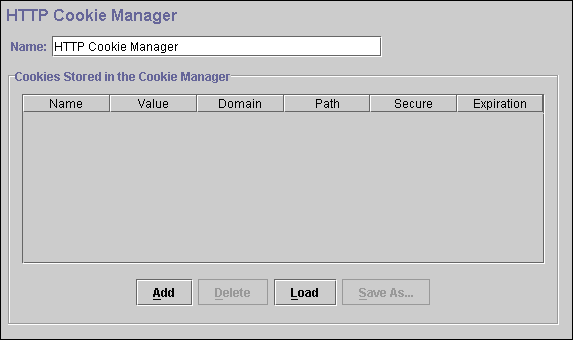 HTTP Cookie Manager
Name: HTTP Cookie Manager
Cookies Stored in the Cookie Manager
Name Value Domain Path Secure Expiration
Add Delete Load Save As...